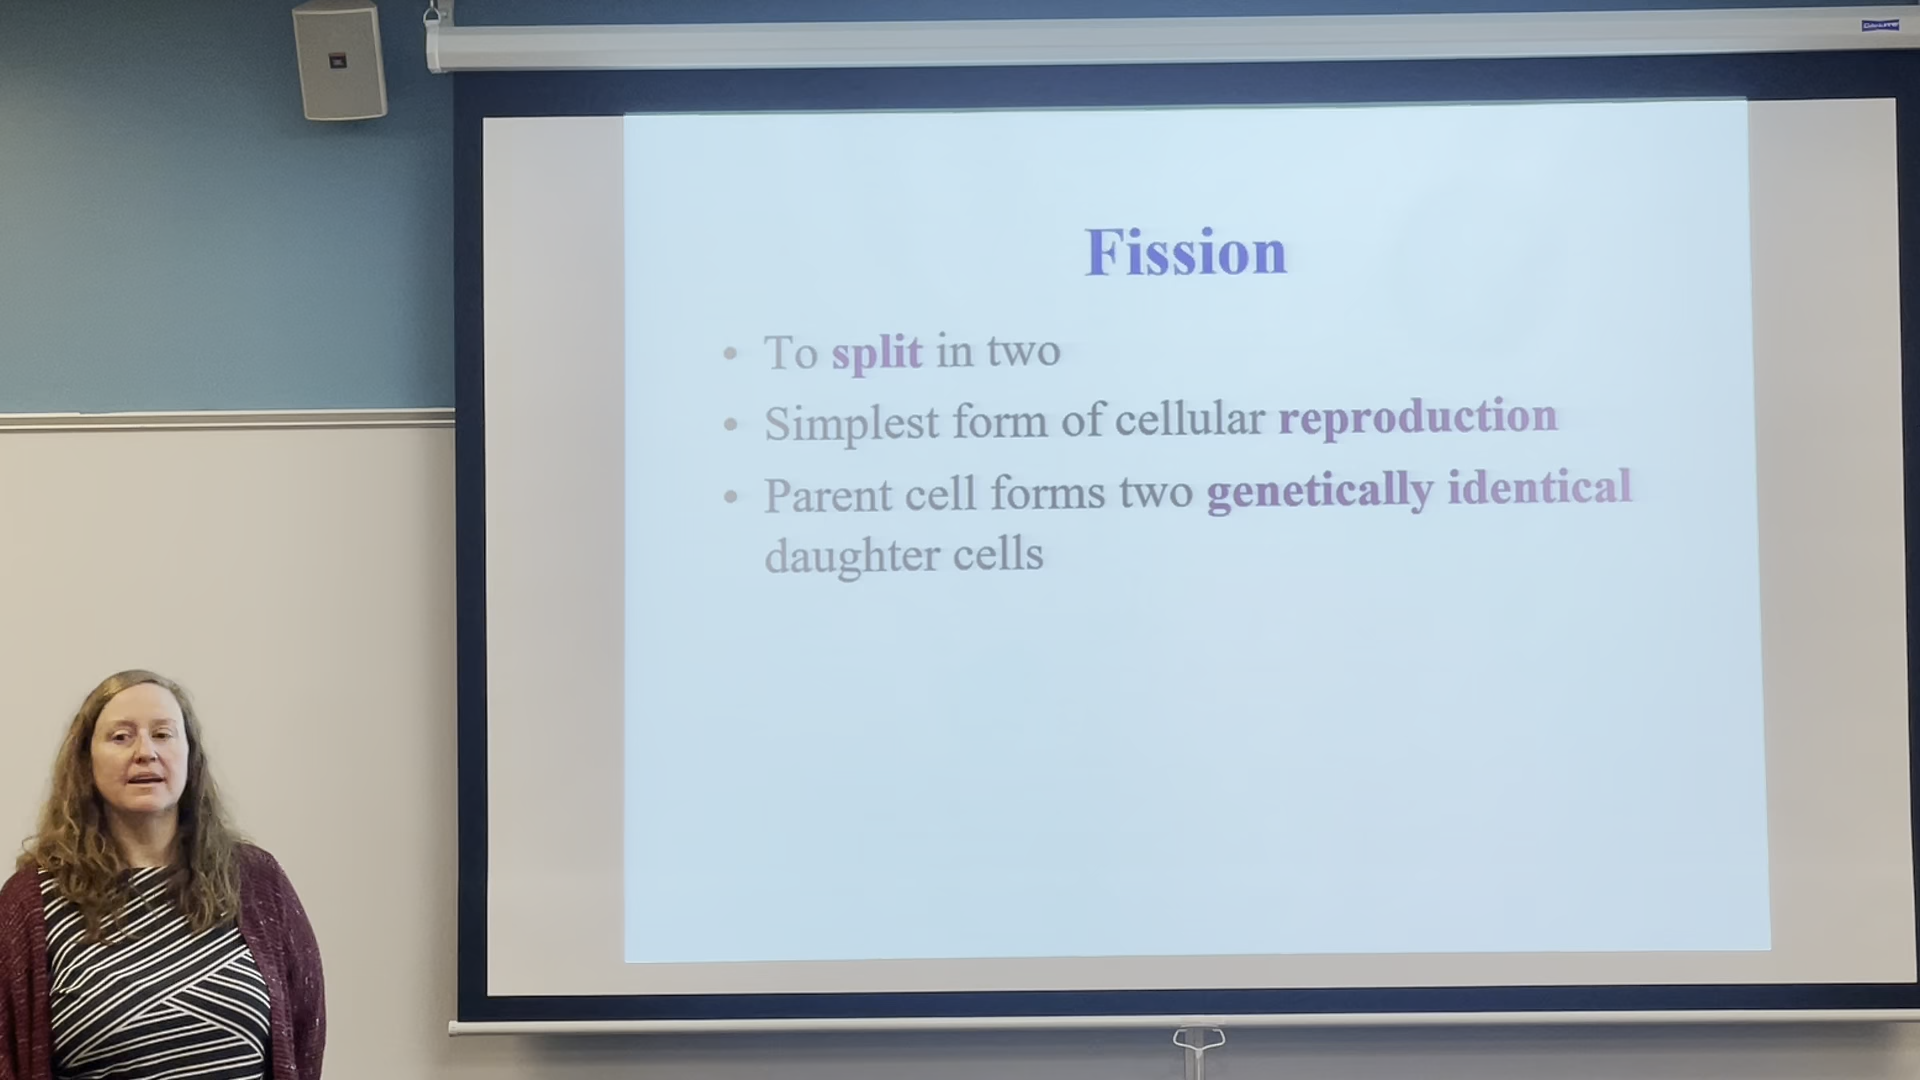 Fission
• To split in two
• Simplest form of cellular reproduction
• Parent cell forms two genetically identical
daughter cells